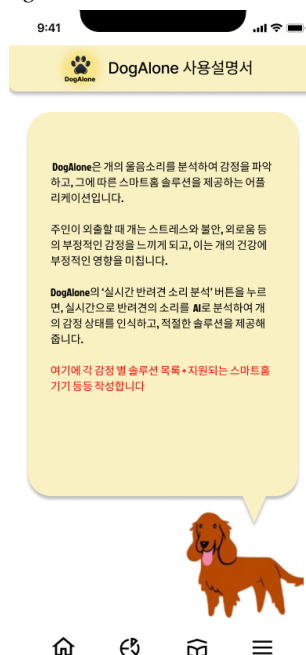 9:41
DogAlone
DogAlone 사용설명서
DogAlone은 개의 울음소리를 분석하여 감정을 파악
하고, 그에 따른 스마트홈 솔루션을 제공하는 어플
리케이션입니다.
주인이 외출할 때 개는 스트레스와 불안, 외로움 등
의 부정적인 감정을 느끼게 되고, 이는 개의 건강에
부정적인 영향을 미칩니다.
DogAlone의 ‘실시간 반려견 소리 분석’ 버튼을 누르
면, 실시간으로 반려견의 소리를 AI로 분석하여 개
의 감정 상태를 인식하고, 적절한 솔루션을 제공해
줍니다.
여기에 각 감정 별 솔루션 목록 + 지원되는 스마트홈
기기 등등 작성합니다